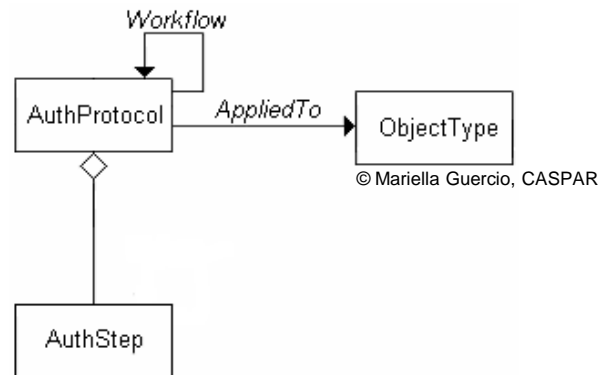 Workflow
AuthProtocol
AppliedTo
ObjectType
© Mariella Guercio, CASPAR
AuthStep